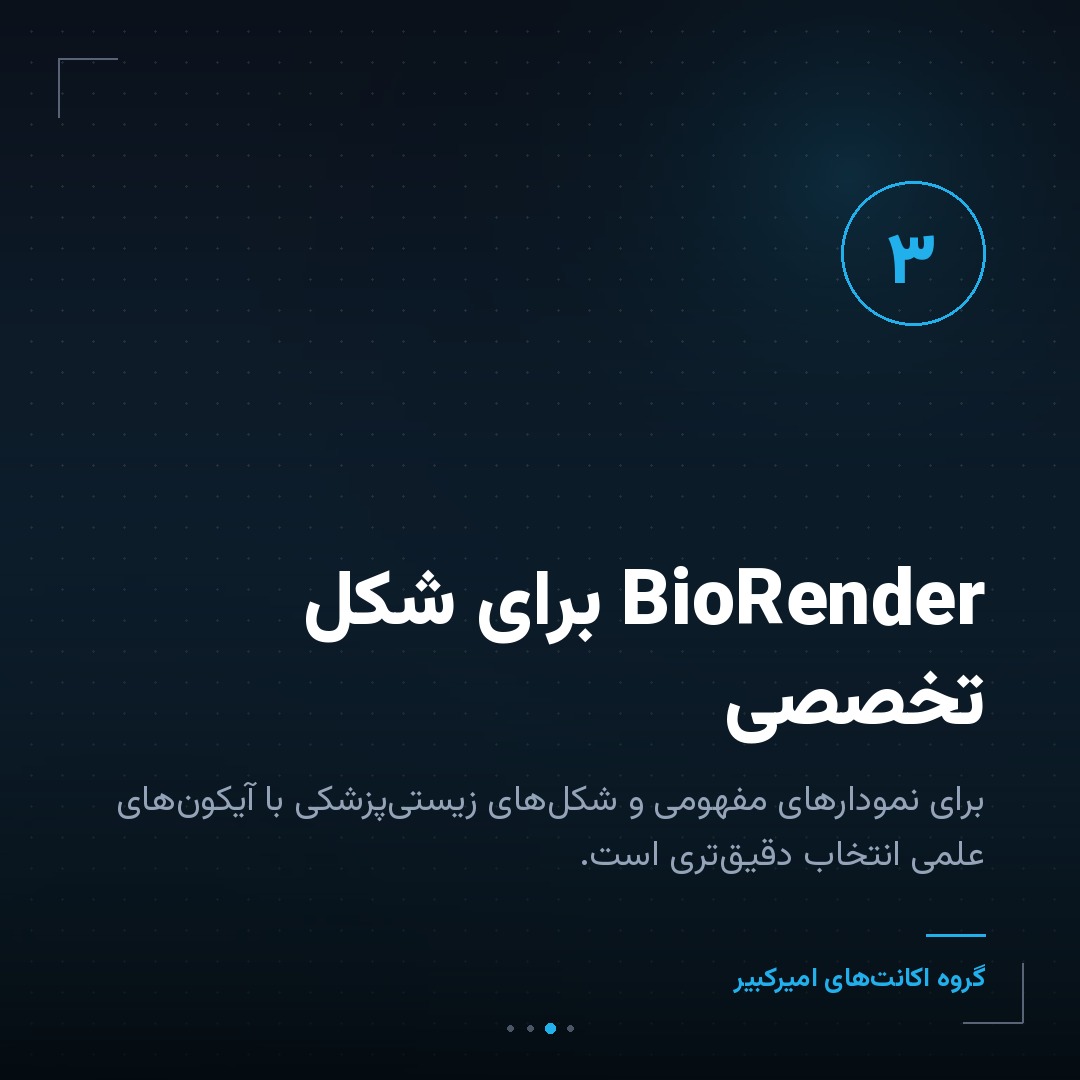 ۳
BioRender برای شکل
تخصصی
برای نمودارهای مفهومی و شکل‌های زیستی‌پزشکی با آیکون‌های
علمی انتخاب دقیق‌تری است.
گروه اکانت‌های امیرکبیر